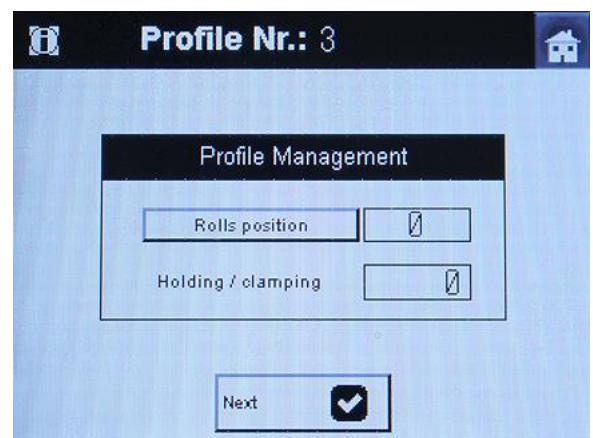 Profile Nr.: 3
Profile Management
Rolls position 0
Holding / clamping 0
Next